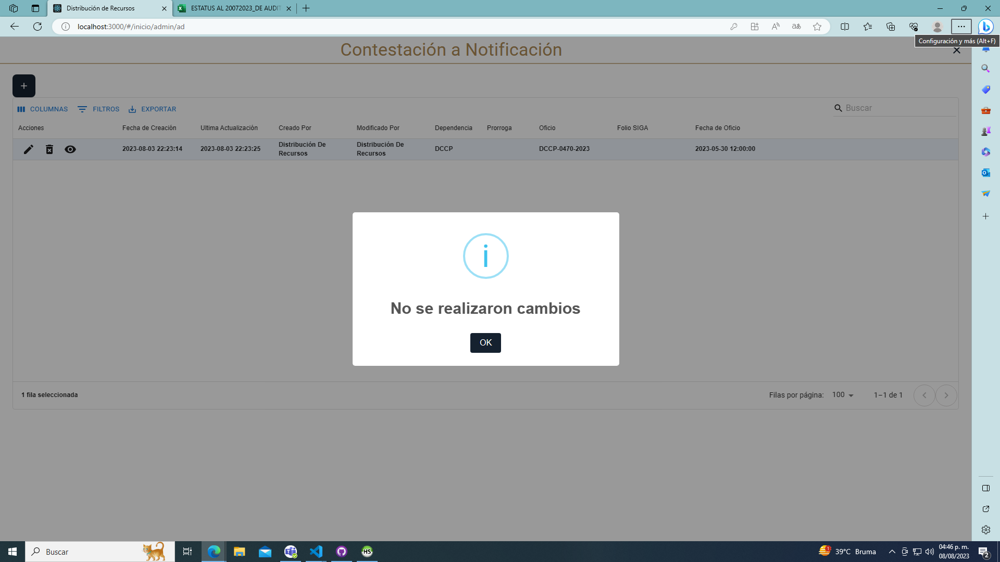 Distribución de Recursos
ESTATUS AL 20072023_DE AUDIT
localhost:3000/#/inicio/admin/ad
Configuración y más (Alt+F)
Contestación a Notificación
COLUMNAS
FILTROS
EXPORTAR
Buscar
Acciones
Fecha de Creación
Ultima Actualización
Creado Por
Modificado Por
Dependencia
Prorroga
Oficio
Folio SIGA
Fecha de Oficio
2023-08-03 22:23:14
2023-08-03 22:23:25
Distribución De
Recursos
Distribución De
Recursos
DCCP
DCCP-0470-2023
2023-05-30 12:00:00
i
No se realizaron cambios
OK
1 fila seleccionada
Filas por página:
100
1–1 de 1
Buscar
HS
1
39°C Bruma
04:46 p. m.
08/08/2023
2